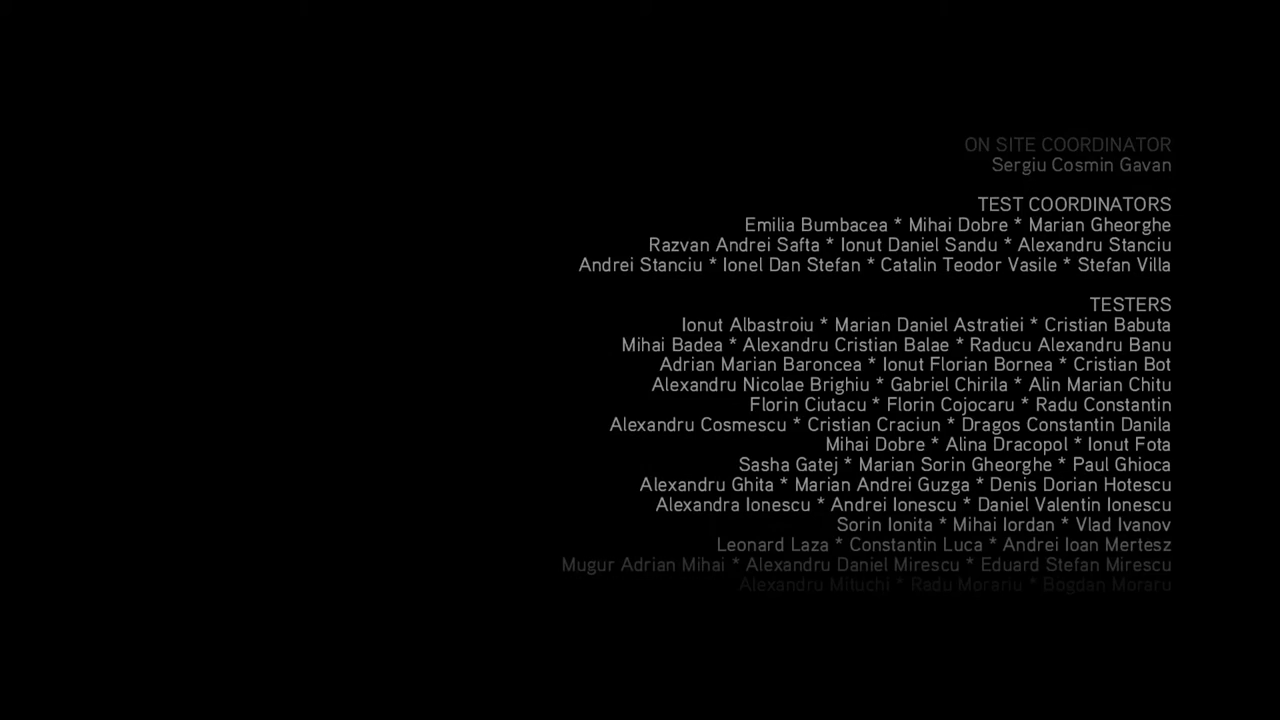 ON SITE COORDINATOR
Sergiu Cosmin Gavan
TEST COORDINATORS
Emilia Bumbacea * Mihai Dobre * Marian Gheorghe
Razvan Andrei Safta * Ionut Daniel Sandu * Alexandru Stanciu
Andrei Stanciu * Ionel Dan Stefan * Catalin Teodor Vasile * Stefan Villa
TESTERS
Ionut Albastroiu * Marian Daniel Astratiei * Cristian Babuta
Mihai Badea * Alexandru Cristian Balae * Raducu Alexandru Banu
Adrian Marian Baroncea * Ionut Florian Bornea * Cristian Bot
Alexandru Nicolae Brighiu * Gabriel Chirila * Alin Marian Chitu
Florin Ciutacu * Florin Cojocaru * Radu Constantin
Alexandru Cosmescu * Cristian Craciun * Dragos Constantin Danila
Mihai Dobre * Alina Dracopol * Ionut Fota
Sasha Gatej * Marian Sorin Gheorghe * Paul Ghioca
Alexandru Ghita * Marian Andrei Guzga * Denis Dorian Hotescu
Alexandra Ionescu * Andrei Ionescu * Daniel Valentin Ionescu
Sorin Ionita * Mihai Iordan * Vlad Ivanov
Leonard Laza * Constantin Luca * Andrei Ioan Mertesz
Mugur Adrian Mihai * Alexandru Daniel Mirescu * Eduard Stefan Mirescu
Alexandru Mituchi * Radu Morariu * Bogdan Moraru